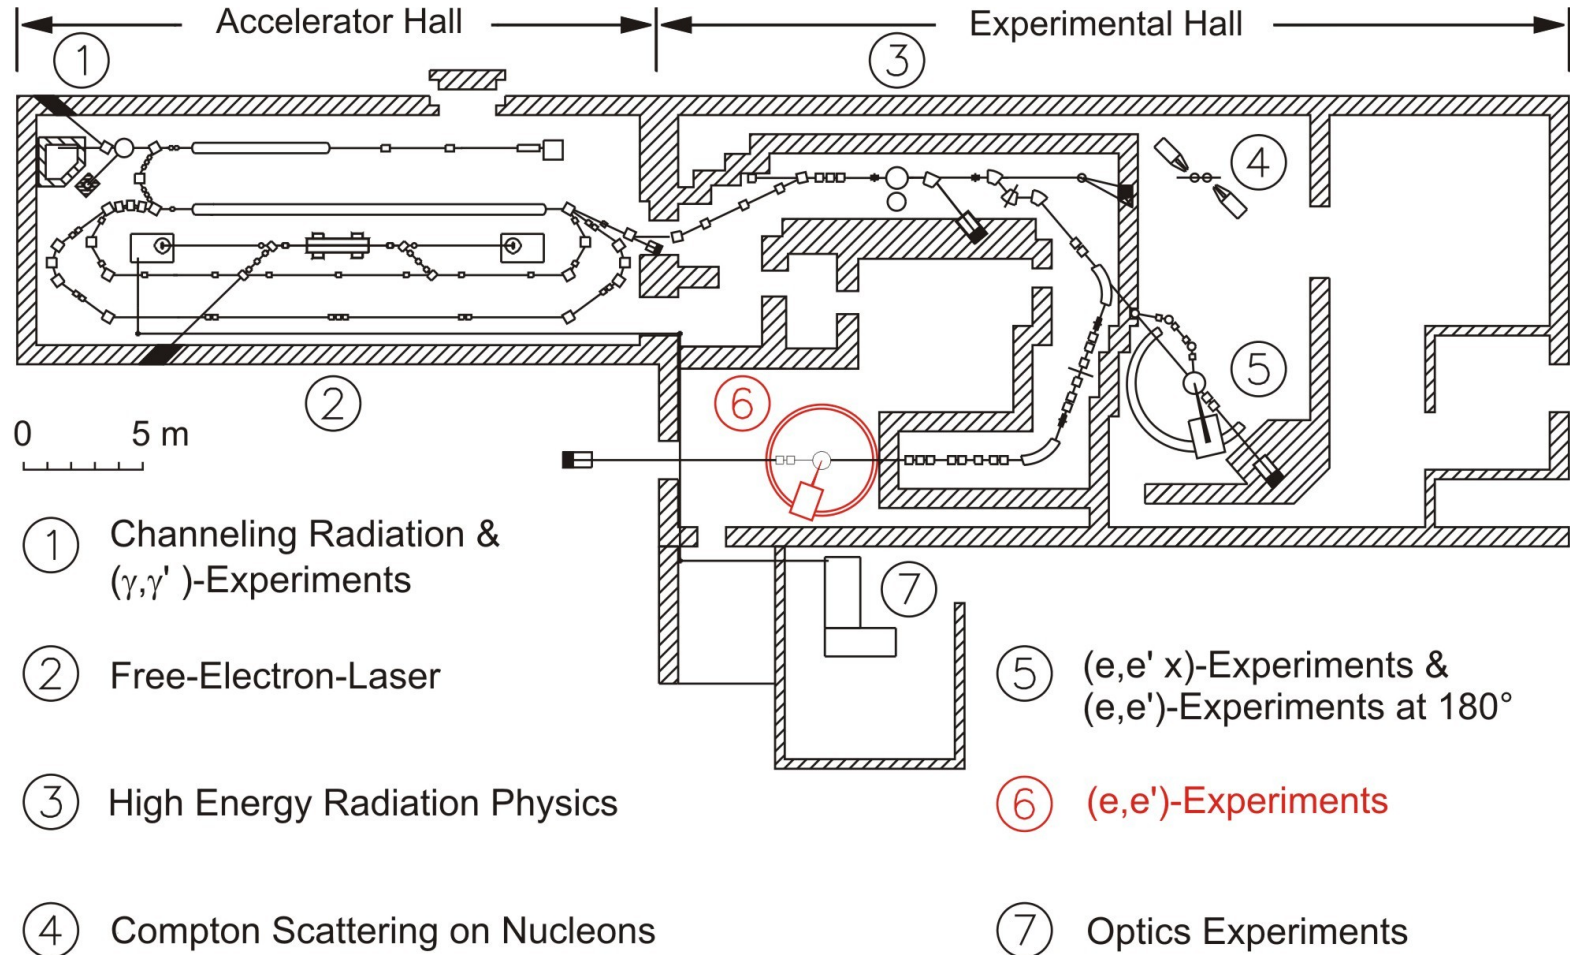 Accelerator Hall
Experimental Hall
1
3
4
5
6
2
0 5 m
7
1 Channeling Radiation &
(γ,γ' )-Experiments
2 Free-Electron-Laser
3 High Energy Radiation Physics
4 Compton Scattering on Nucleons
5 (e,e' x)-Experiments &
(e,e')-Experiments at 180°
6 (e,e')-Experiments
7 Optics Experiments